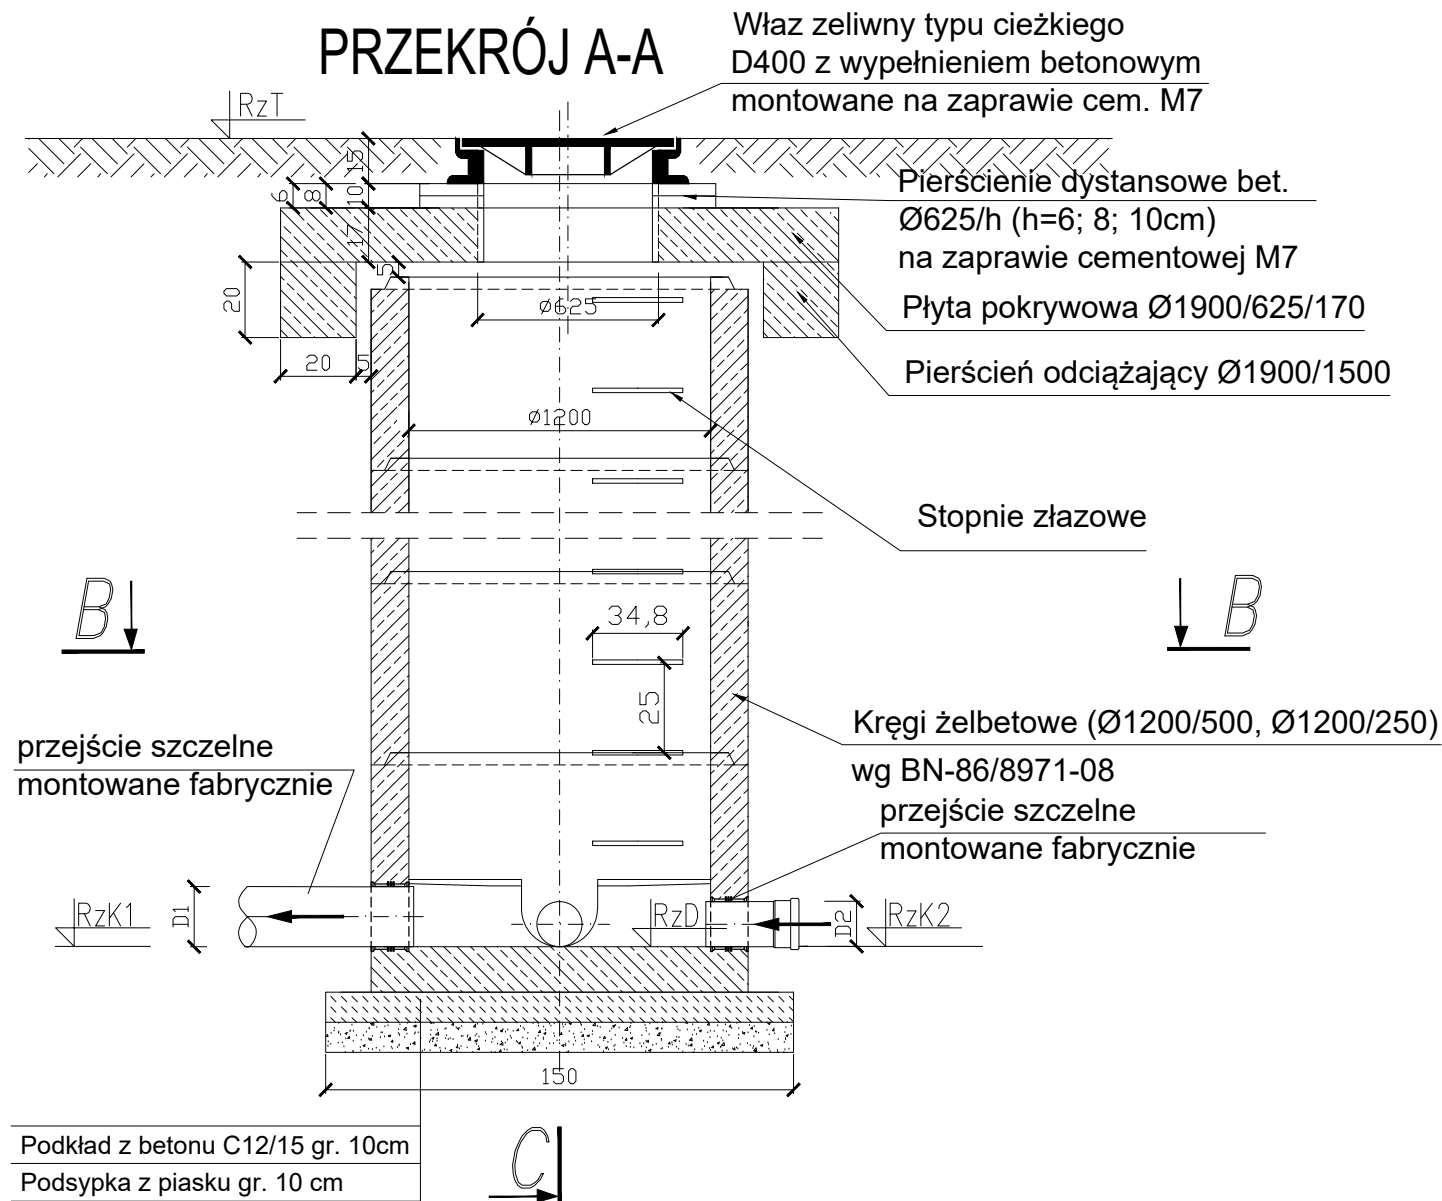 PRZEKRÓJ A-A
Właz zeliwny typu cieżkiego
D400 z wypełnieniem betonowym
montowane na zaprawie cem. M7
RzT
15
6
8
10
Pierścienie dystansowe bet.
Ø625/h (h=6; 8; 10cm)
na zaprawie cementowej M7
17
5
20
Ø625
Płyta pokrywowa Ø1900/625/170
20
5
Pierścień odciążający Ø1900/1500
Ø1200
Stopnie złazowe
B
B
34,8
25
Kręgi żelbetowe (Ø1200/500, Ø1200/250)
wg BN-86/8971-08
przejście szczelne
montowane fabrycznie
przejście szczelne
montowane fabrycznie
RzK1
D1
RzD
D2
RzK2
150
Podkład z betonu C12/15 gr. 10cm
Podsypka z piasku gr. 10 cm
C